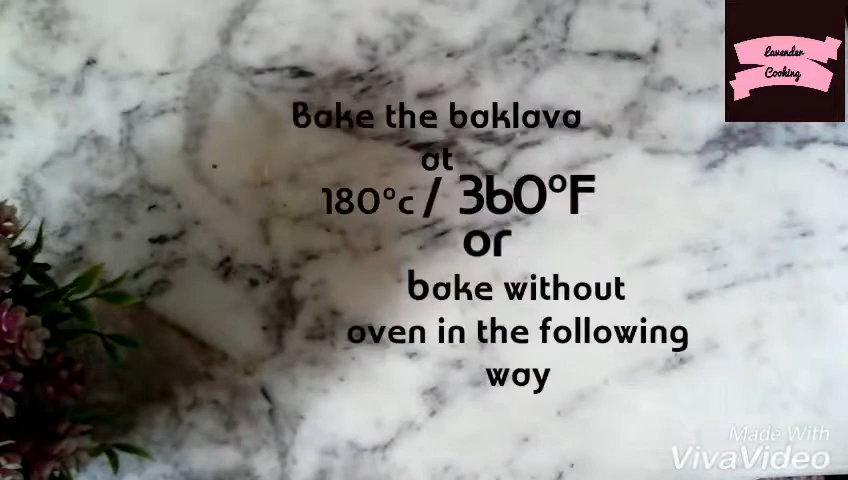 Lavender
Cooking
Bake the baklava
at
180°c / 360°F
or
bake without
oven in the following
way
Made With
VivaVideo